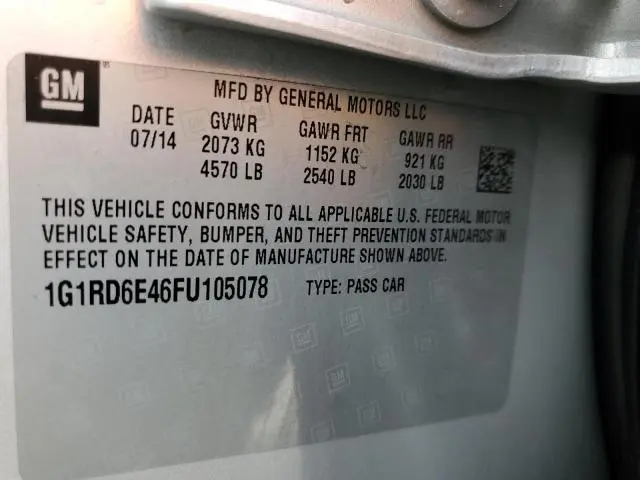 GM ® MFD BY GENERAL MOTORS LLC
DATE GVWR GAWR FRT GAWR RR
07/14 2073 KG 1152 KG 921 KG
4570 LB 2540 LB 2030 LB
THIS VEHICLE CONFORMS TO ALL APPLICABLE U.S. FEDERAL MOTOR
VEHICLE SAFETY, BUMPER, AND THEFT PREVENTION STANDARDS IN
EFFECT ON THE DATE OF MANUFACTURE SHOWN ABOVE.
1G1RD6E46FU105078 TYPE: PASS CAR